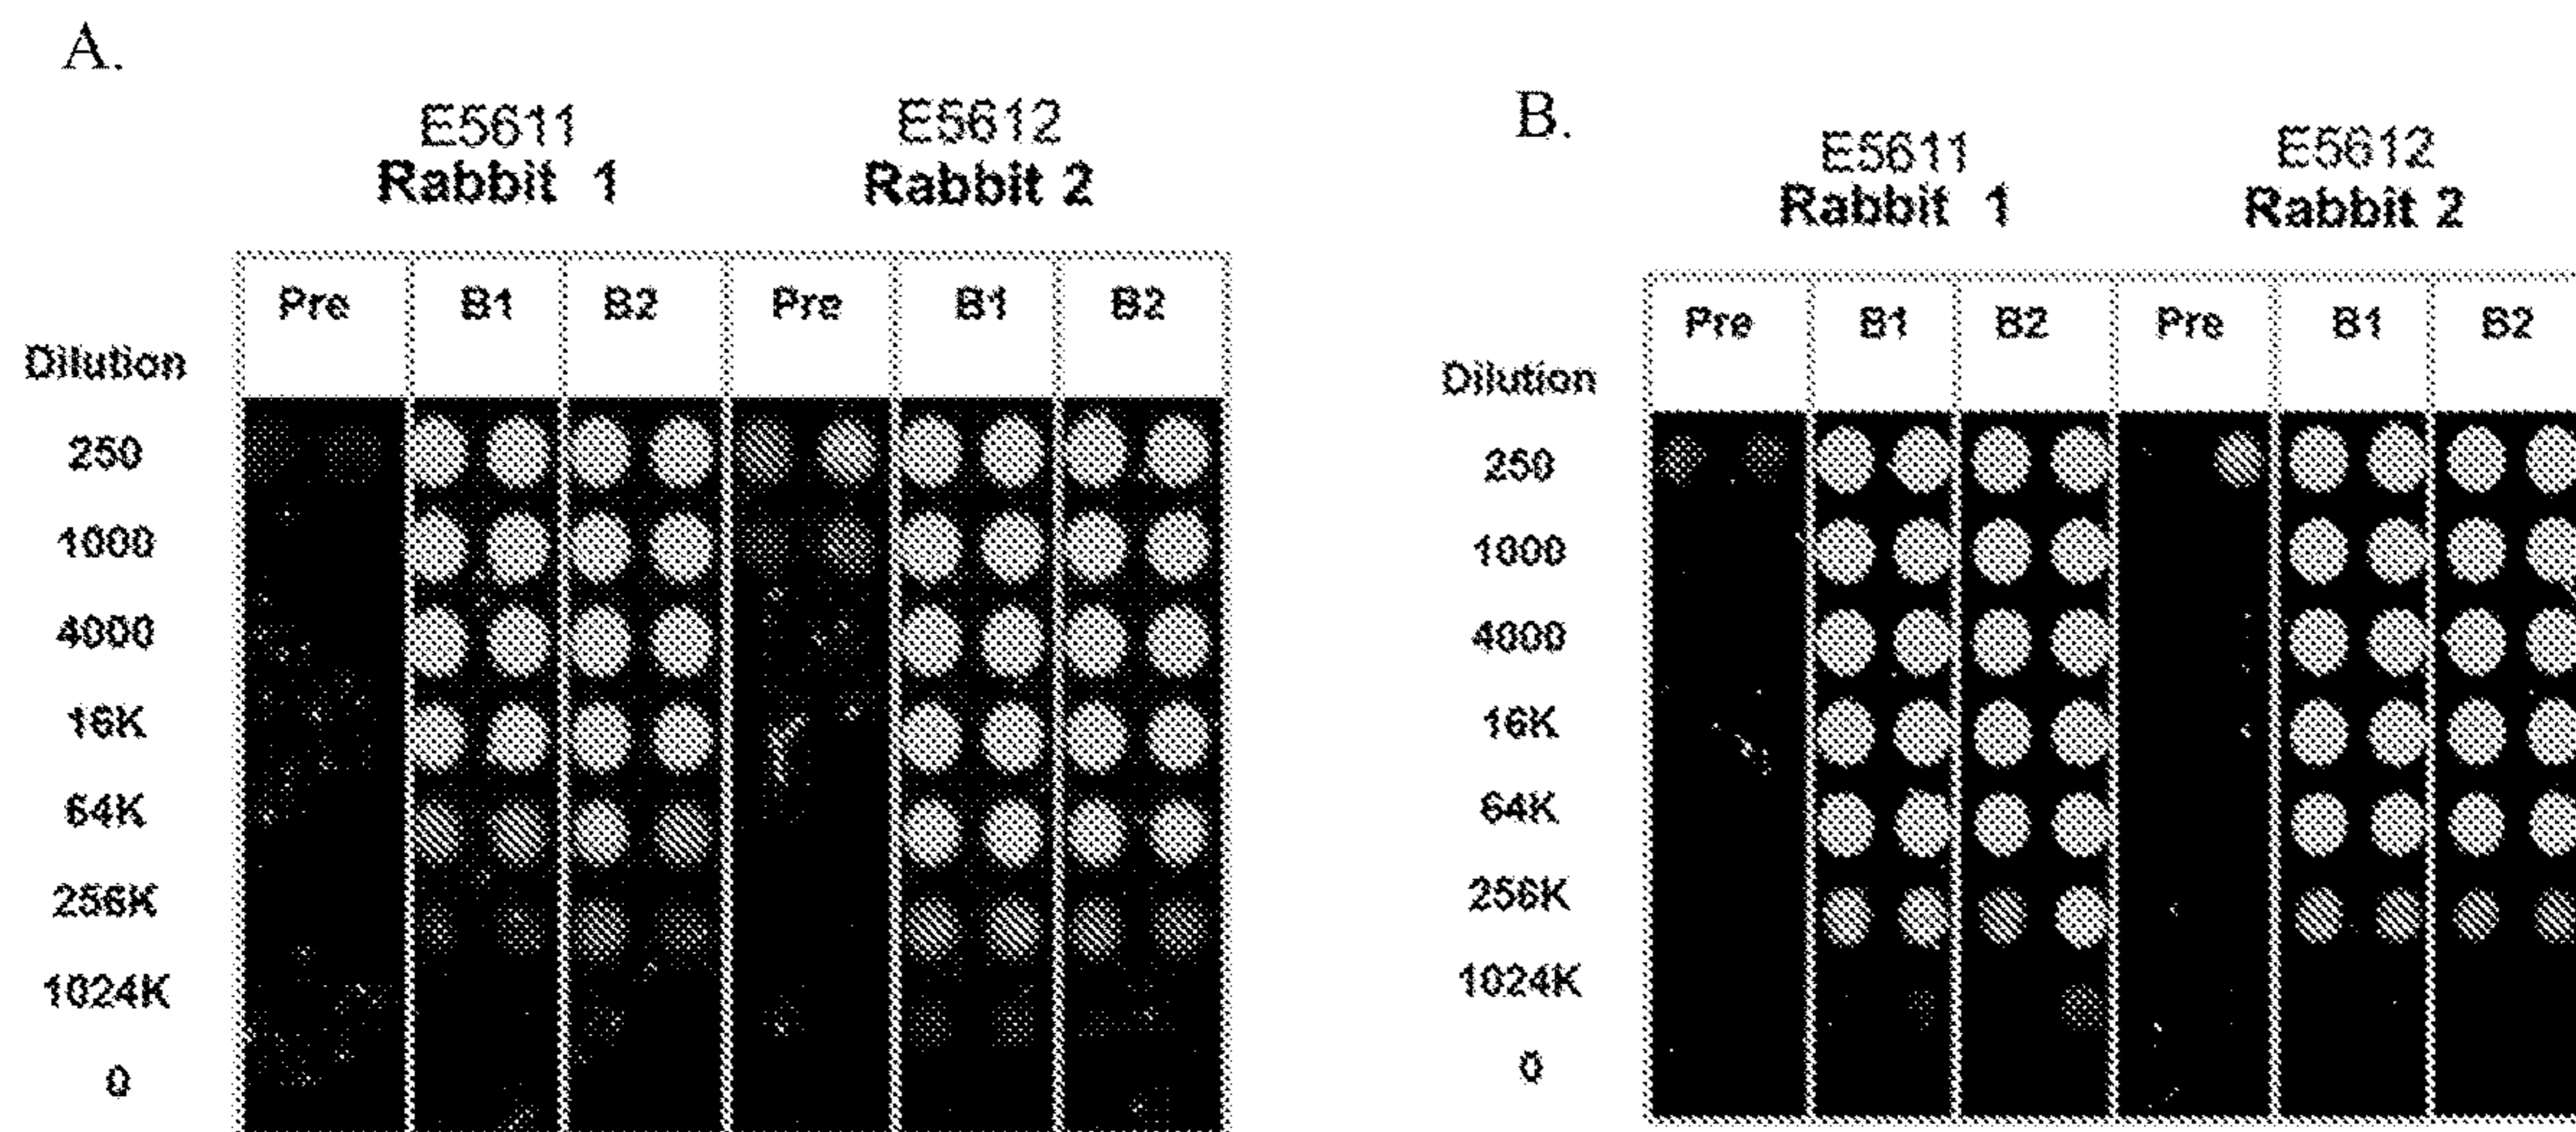 A.
E5611
Rabbit 1
E5612
Rabbit 2
Pre
B1
B2
Pre
B1
B2
Dilution
250
1000
4000
16K
64K
256K
1024K
0
B.
E5611
Rabbit 1
E5612
Rabbit 2
Pre
B1
B2
Pre
B1
B2
Dilution
250
1000
4000
16K
64K
256K
1024K
0